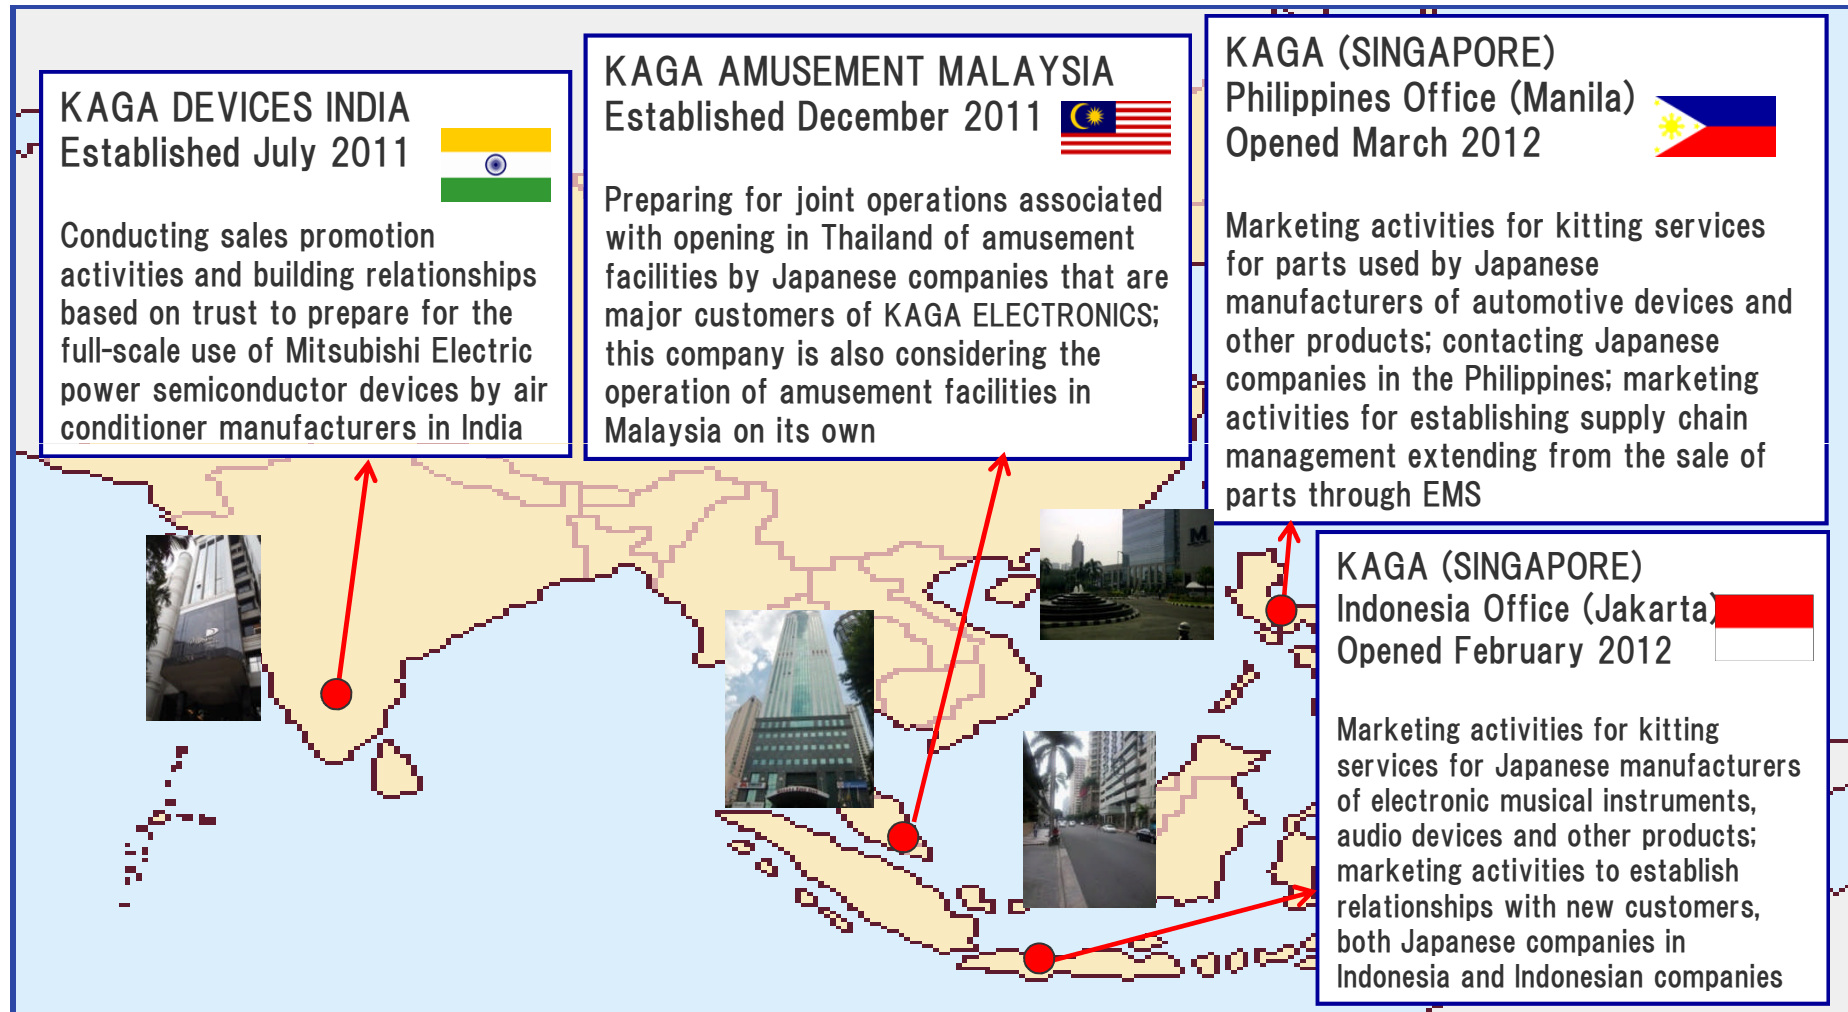 KAGA DEVICES INDIA
Established July 2011
Conducting sales promotion
activities and building relationships
based on trust to prepare for the
full-scale use of Mitsubishi Electric
power semiconductor devices by air
conditioner manufacturers in India
KAGA AMUSEMENT MALAYSIA
Established December 2011
Preparing for joint operations associated
with opening in Thailand of amusement
facilities by Japanese companies that are
major customers of KAGA ELECTRONICS;
this company is also considering the
operation of amusement facilities in
Malaysia on its own
KAGA (SINGAPORE)
Philippines Office (Manila)
Opened March 2012
Marketing activities for kitting services
for parts used by Japanese
manufacturers of automotive devices and
other products; contacting Japanese
companies in the Philippines; marketing
activities for establishing supply chain
management extending from the sale of
parts through EMS
M
KAGA (SINGAPORE)
Indonesia Office (Jakarta)
Opened February 2012
Marketing activities for kitting
services for Japanese manufacturers
of electronic musical instruments,
audio devices and other products;
marketing activities to establish
relationships with new customers,
both Japanese companies in
Indonesia and Indonesian companies